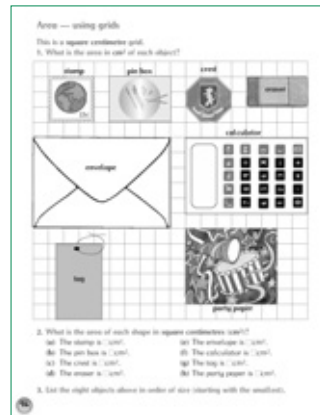 Area — using grids
This is a square centimetre grid.
1. What is the area in cm² of each object?
stamp pin box crest eraser
calculator
envelope
tag
party paper
2. What is the area of each shape in square centimetres (cm²)?
(a) The stamp is □cm². (e) The envelope is □cm².
(b) The pin box is □cm². (f) The calculator is □cm².
(c) The crest is □cm². (g) The tag is □cm².
(d) The eraser is □cm². (h) The party paper is □cm².
3. List the eight objects above in order of size (starting with the smallest).